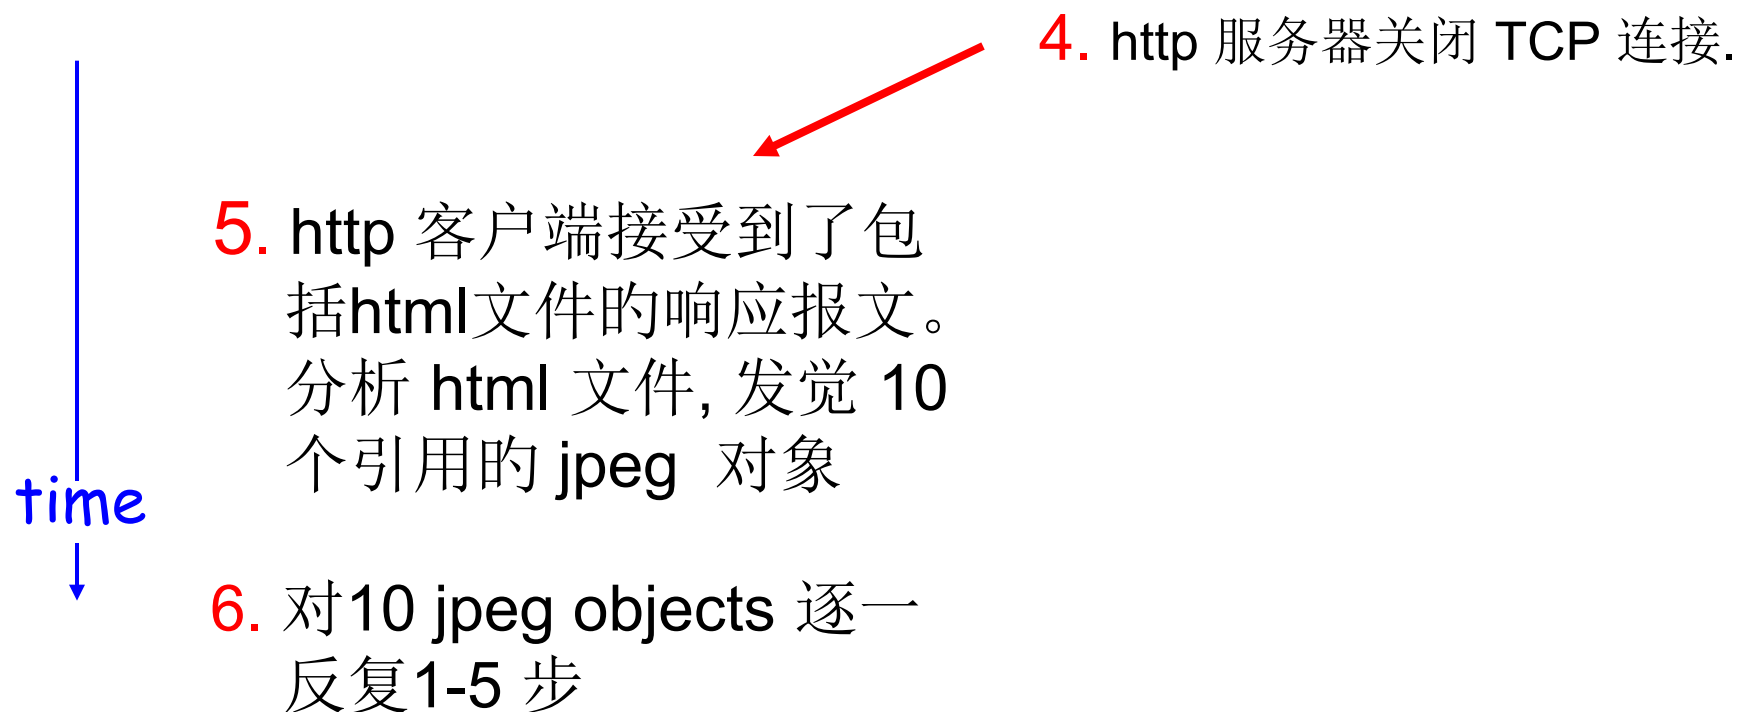 4. http 服务器关闭 TCP 连接.
5. http 客户端接受到了包
括html文件旳响应报文。
分析 html 文件, 发觉 10
个引用旳 jpeg 对象
time
6. 对10 jpeg objects 逐一
反复1-5 步